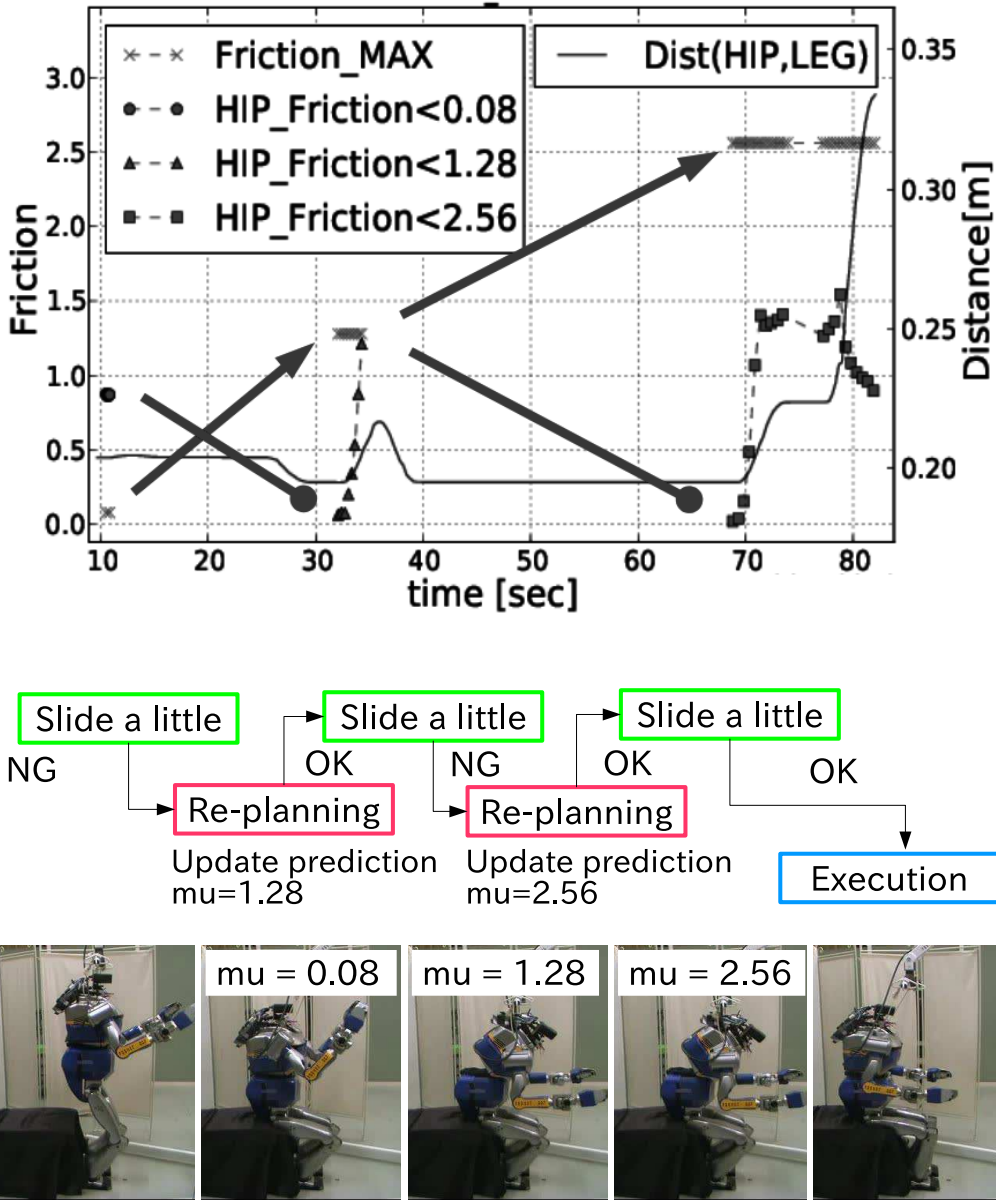 Friction_MAX
HIP_Friction<0.08
HIP_Friction<1.28
HIP_Friction<2.56
Dist(HIP,LEG)
Friction
3.0
2.5
2.0
1.5
1.0
0.5
0.0
0.35
0.30
0.25
0.20
Distance[m]
10
20
30
40
50
60
70
80
time [sec]
Slide a little
Slide a little
Slide a little
NG
OK
NG
OK
OK
Re-planning
Re-planning
Update prediction
mu=1.28
Update prediction
mu=2.56
Execution
mu = 0.08
mu = 1.28
mu = 2.56